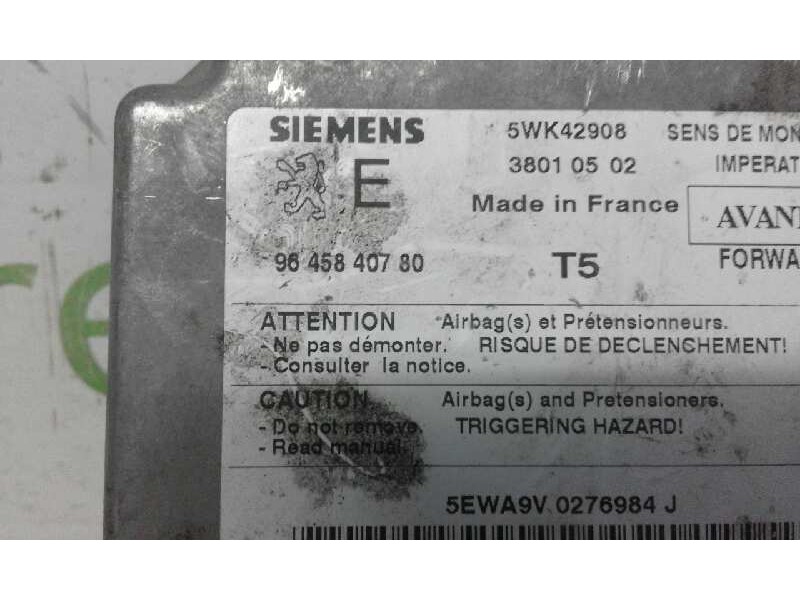 SIEMENS 5WK42908 SENS DE MON
E 3801 05 02 IMPERAT
Made in France AVAN
96 458 407 80 T5 FORWA
ATTENTION Airbag(s) et Prétensionneurs.
- Ne pas démonter. RISQUE DE DECLENCHEMENT!
- Consulter la notice.
CAUTION Airbag(s) and Pretensioners.
- Do not remove. TRIGGERING HAZARD!
- Read manual.
5EWA9V 0276984 J